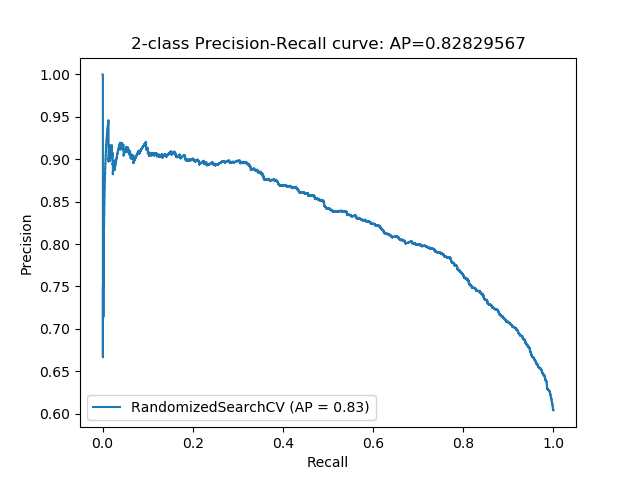 2-class Precision-Recall curve: AP=0.82829567
Precision
1.00
0.95
0.90
0.85
0.80
0.75
0.70
0.65
0.60
RandomizedSearchCV (AP = 0.83)
0.0 0.2 0.4 0.6 0.8 1.0
Recall